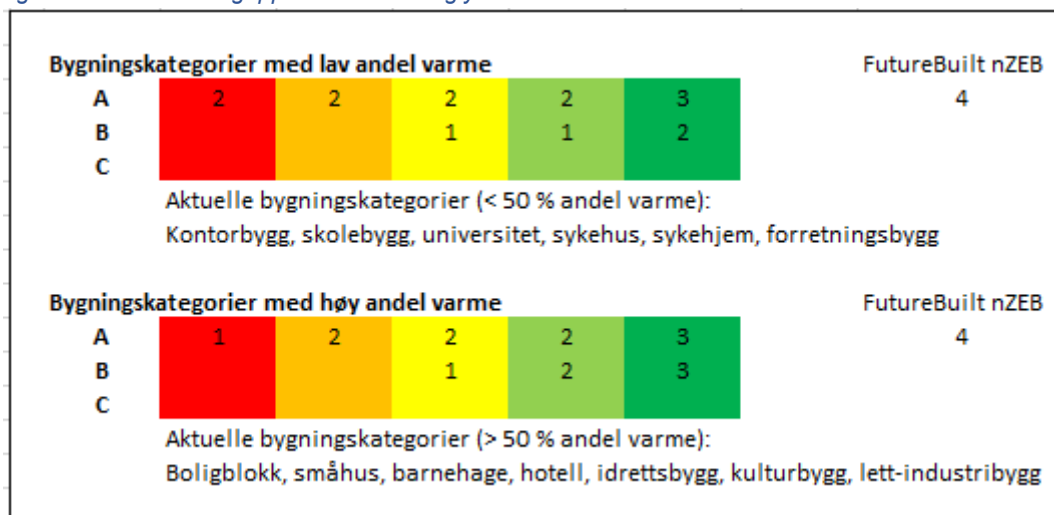 Bygningskategorier med lav andel varme FutureBuilt nZEB
A 2 2 2 2 3 4
B 1 1 2
C
Aktuelle bygningskategorier (< 50 % andel varme):
Kontorbygg, skolebygg, universitet, sykehus, sykehjem, forretningsbygg
Bygningskategorier med høy andel varme FutureBuilt nZEB
A 1 2 2 2 3 4
B 1 2 3
C
Aktuelle bygningskategorier (> 50 % andel varme):
Boligblokk, småhus, barnehage, hotell, idrettsbygg, kulturbygg, lett-industribygg